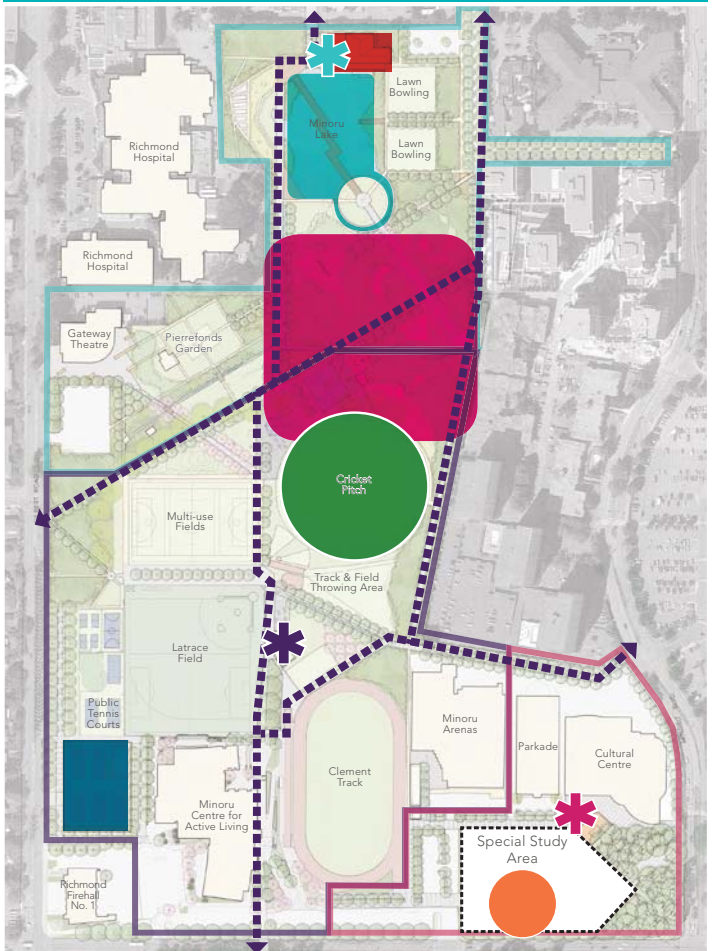 Lawn
Bowling
Minoru
Lake
Richmond
Hospital
Lawn
Bowling
Richmond
Hospital
Gateway
Theatre
Pierrefonds
Garden
Cricket
Pitch
Multi-use
Fields
Track & Field
Throwing Area
Latrace
Field
Public
Tennis
Courts
Minoru
Arenas
Parkade
Cultural
Centre
Clement
Track
Minoru
Centre for
Active Living
Special Study
Area
Richmond
Firehall
No. 1